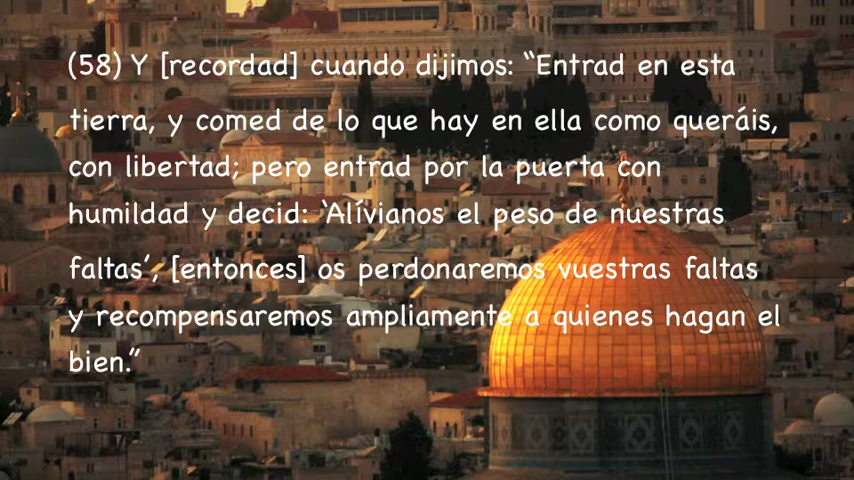 (58) Y [recordad] cuando dijimos: “Entrad en esta
tierra, y comed de lo que hay en ella como queráis,
con libertad; pero entrad por la puerta con
humildad y decid: ‘Alívianos el peso de nuestras
faltas’, [entonces] os perdonaremos vuestras faltas
y recompensaremos ampliamente a quienes hagan el
bien.”